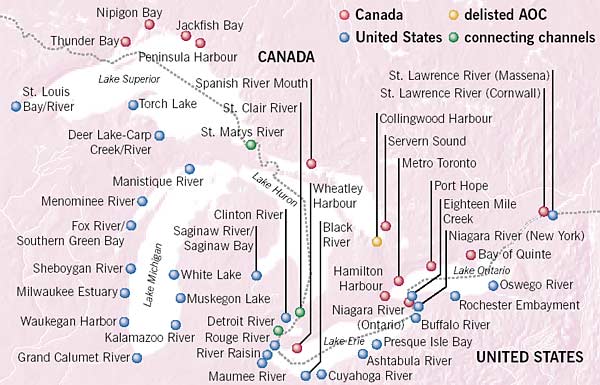 Nipigon Bay
Jackfish Bay
Thunder Bay
Peninsula Harbour
Canada
delisted AOC
United States
connecting channels
CANADA
Lake Superior
Spanish River Mouth
St. Lawrence River (Massena)
St. Lawrence River (Cornwall)
St. Louis
Bay/River
Torch Lake
St. Clair River
Collingwood Harbour
Deer Lake-Carp
Creek/River
St. Marys River
Servern Sound
Metro Toronto
Manistique River
Lake Huron
Wheatley
Harbour
Port Hope
Menominee River
Eighteen Mile
Creek
Clinton River
Black
River
Fox River/
Southern Green Bay
Saginaw River/
Saginaw Bay
Niagara River (New York)
Bay of Quinte
Lake Michigan
Sheboygan River
White Lake
Hamilton
Harbour
Lake Ontario
Oswego River
Milwaukee Estuary
Muskegon Lake
Niagara River
(Ontario)
Rochester Embayment
Waukegan Harbor
Kalamazoo River
Detroit River
Rouge River
Buffalo River
Lake Erie
Presque Isle Bay
Grand Calumet River
River Raisin
Ashtabula River
UNITED STATES
Maumee River
Cuyahoga River